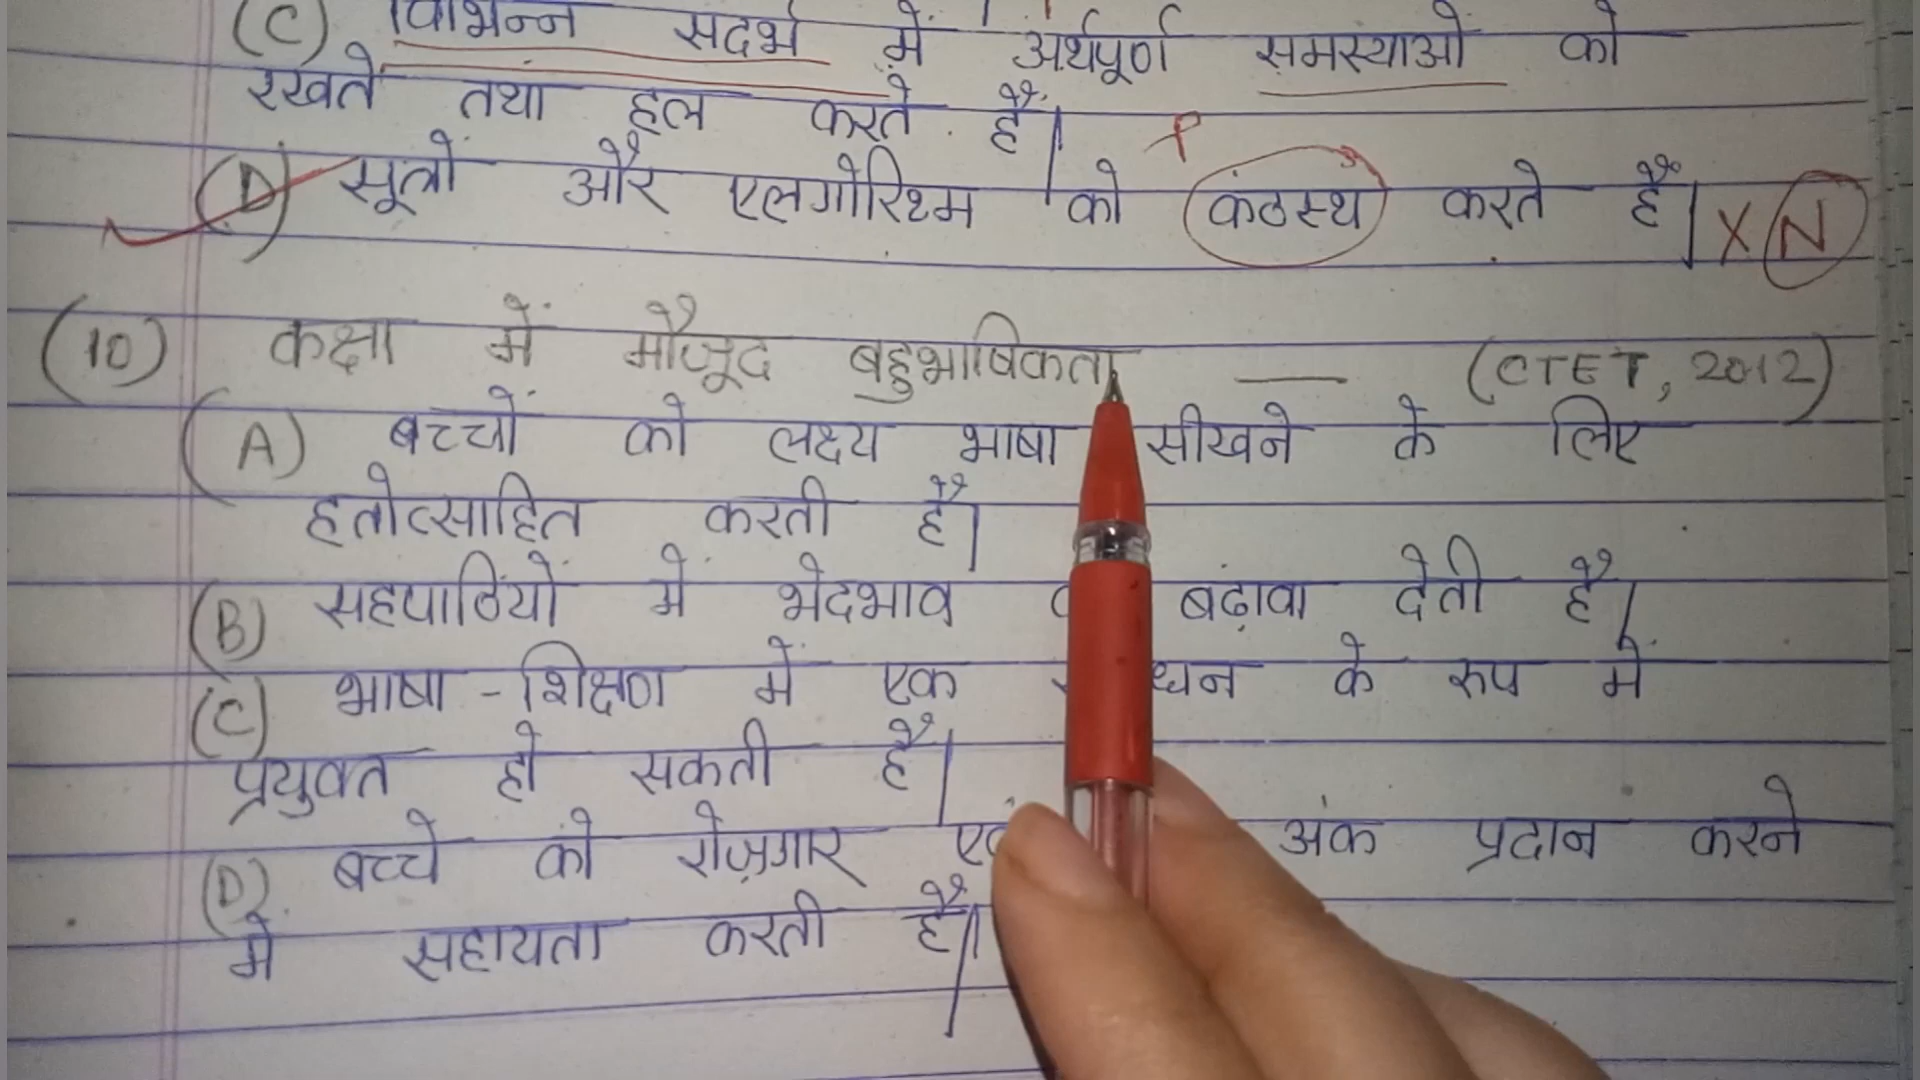 (C) विभिन्न संदर्भ में अर्थपूर्ण समस्याओं को
रखते तथा हल करते हैं।
(D) सूत्रों और एलगोरिथ्म को कंठस्थ करते हैं। X N
(10) कक्षा में मौजूद बहुभाषिकता — (CTET, 2012)
(A) बच्चों को लक्ष्य भाषा सीखने के लिए
हतोत्साहित करती है।
(B) सहपाठियों में भेदभाव बढ़ावा देती है।
(C) भाषा - शिक्षण में एक के रूप में
प्रयुक्त हो सकती है।
(D) बच्चे को रोज़गार अंक प्रदान करने
में सहायता करती है।